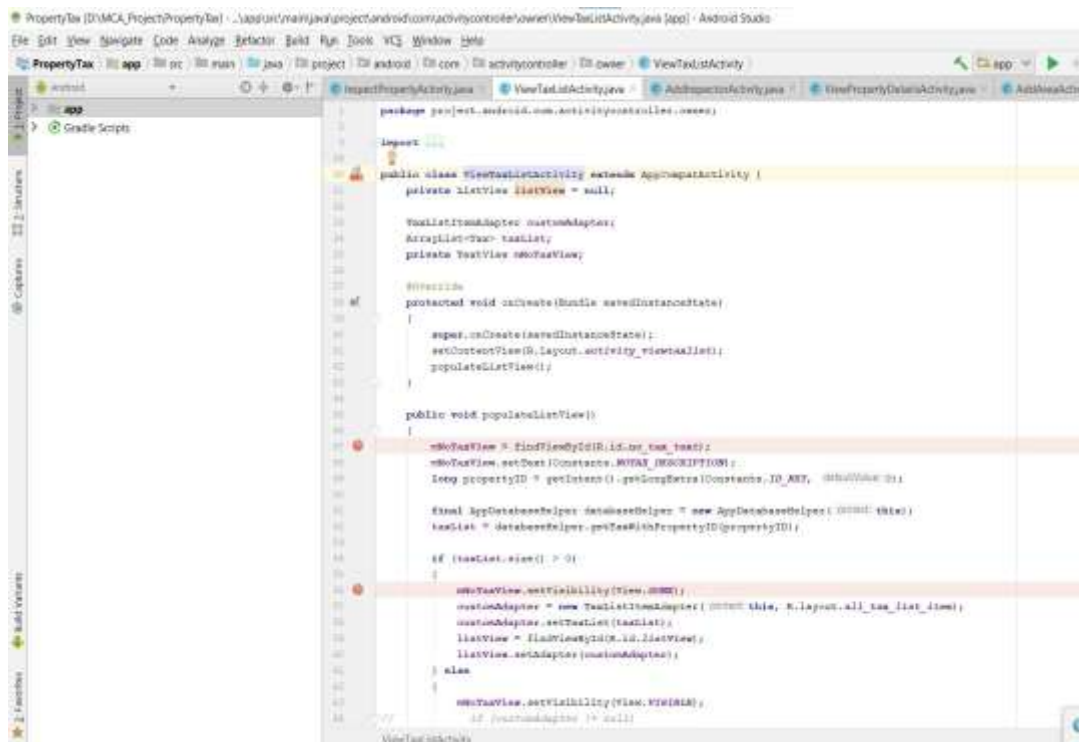 PropertyTax [D:\MCA_Project\PropertyTax] - ...\app\src\main\java\project\android\com\activitycontroller\owner\ViewTaxListActivity.java [app] - Android Studio
File Edit View Navigate Code Analyze Refactor Build Run Tools VCS Window Help
PropertyTax app src main java project android com activitycontroller owner ViewTaxListActivity app
Android InspectPropertyActivity.java ViewTaxListActivity.java AddInspectorActivity.java ViewPropertyDetailsActivity.java AddAreaActiv
1: Project
app
Gradle Scripts
2: Structure
Captures
Build Variants
2: Favorites
package project.android.com.activitycontroller.owner;
import ...
public class ViewTaxListActivity extends AppCompatActivity {
private ListView listView = null;
TaxListItemAdapter customAdapter;
ArrayList<Tax> taxList;
private TextView mNoTaxView;
@Override
protected void onCreate(Bundle savedInstanceState)
{
super.onCreate(savedInstanceState);
setContentView(R.layout.activity_viewtaxlist);
populateListView();
}
public void populateListView()
{
mNoTaxView = findViewById(R.id.no_tax_text);
mNoTaxView.setText(Constants.NOTAX_DESCRIPTION);
long propertyID = getIntent().getLongExtra(Constants.ID_KEY, defaultValue: 0);
final AppDatabaseHelper databaseHelper = new AppDatabaseHelper( context: this);
taxList = databaseHelper.getTaxWithPropertyID(propertyID);
if (taxList.size() > 0)
{
mNoTaxView.setVisibility(View.GONE);
customAdapter = new TaxListItemAdapter( context: this, R.layout.all_tax_list_item);
customAdapter.setTaxList(taxList);
listView = findViewById(R.id.listView);
listView.setAdapter(customAdapter);
} else
{
mNoTaxView.setVisibility(View.VISIBLE);
// if (customAdapter != null)
ViewTaxListActivity